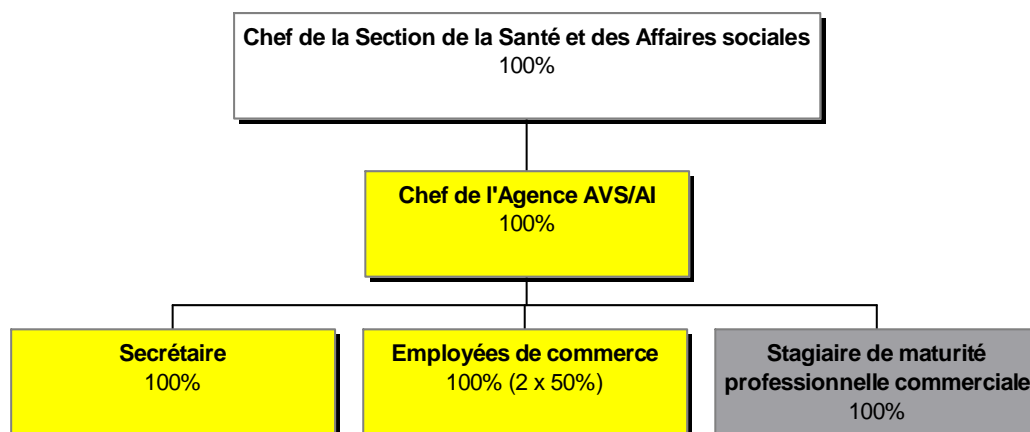 Chef de la Section de la Santé et des Affaires sociales
100%
Chef de l'Agence AVS/AI
100%
Secrétaire
100%
Employées de commerce
100% (2 x 50%)
Stagiaire de maturité
professionnelle commerciale
100%